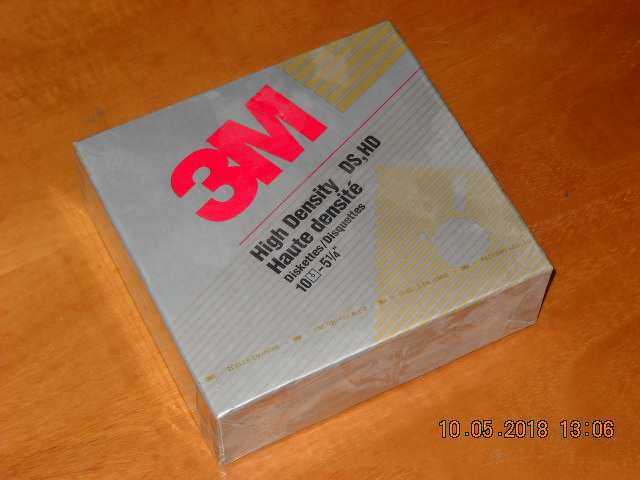 3M
High Density DS,HD
Haute densité
Diskettes/Disquettes
10 - 5¼"
10.05.2018 13:06